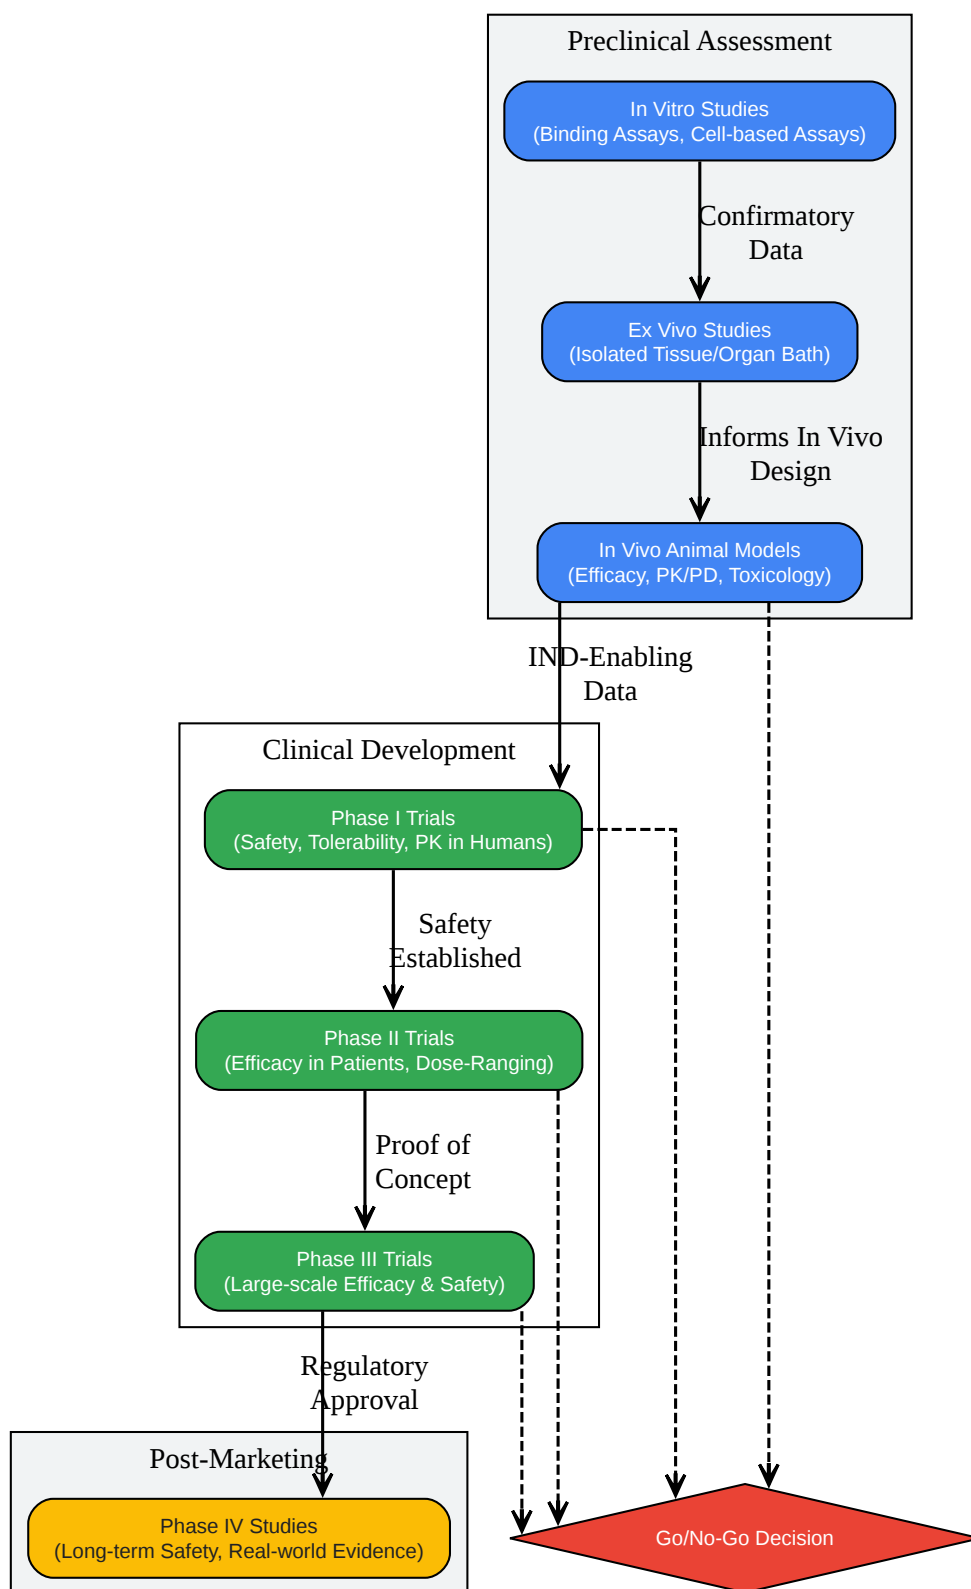 Preclinical Assessment
In Vitro Studies
(Binding Assays, Cell-based Assays)
Confirmatory
Data
Ex Vivo Studies
(Isolated Tissue/Organ Bath)
Informs In Vivo
Design
In Vivo Animal Models
(Efficacy, PK/PD, Toxicology)
IND-Enabling
Data
Clinical Development
Phase I Trials
(Safety, Tolerability, PK in Humans)
Safety
Established
Phase II Trials
(Efficacy in Patients, Dose-Ranging)
Proof of
Concept
Phase III Trials
(Large-scale Efficacy & Safety)
Regulatory
Approval
Post-Marketing
Phase IV Studies
(Long-term Safety, Real-world Evidence)
Go/No-Go Decision